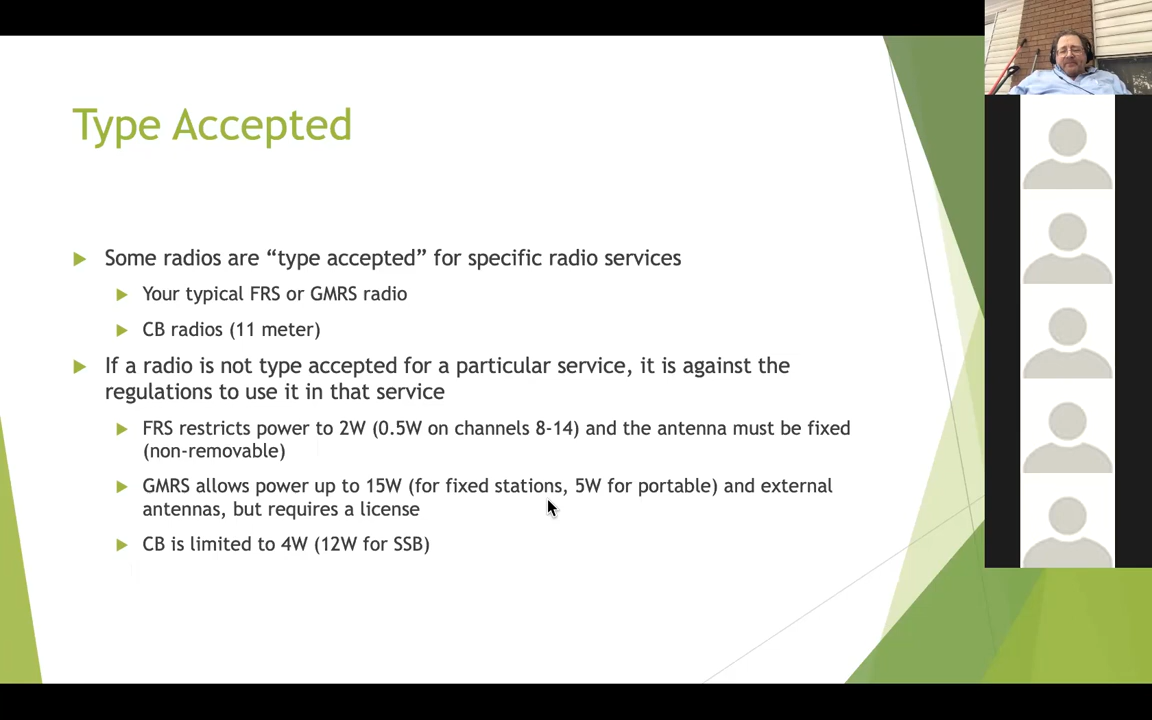 Type Accepted
Some radios are “type accepted” for specific radio services
Your typical FRS or GMRS radio
CB radios (11 meter)
If a radio is not type accepted for a particular service, it is against the
regulations to use it in that service
FRS restricts power to 2W (0.5W on channels 8-14) and the antenna must be fixed
(non-removable)
GMRS allows power up to 15W (for fixed stations, 5W for portable) and external
antennas, but requires a license
CB is limited to 4W (12W for SSB)